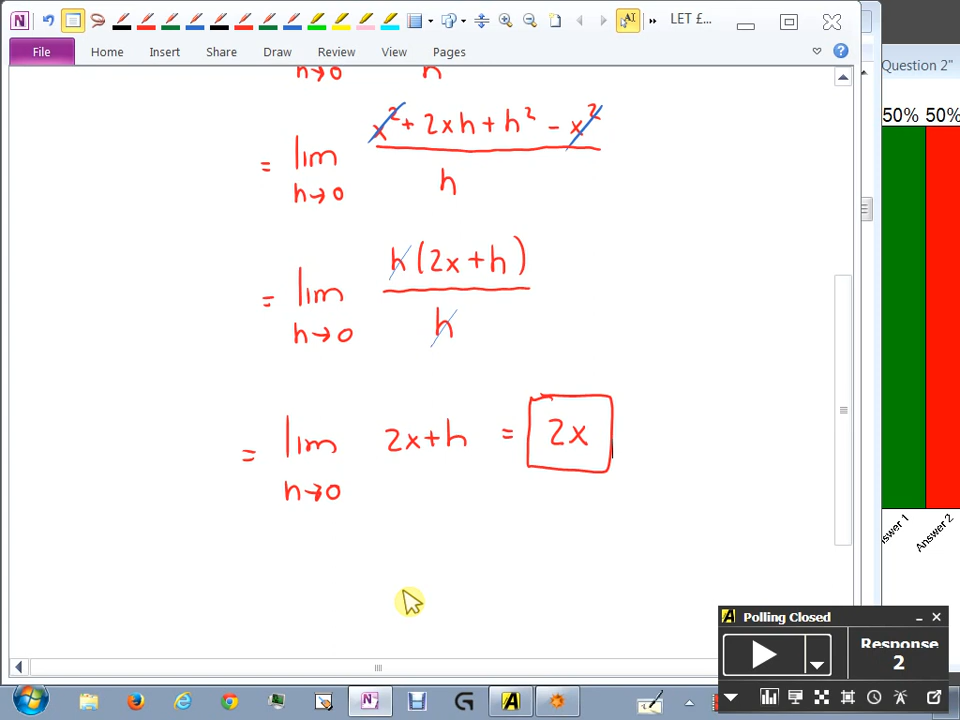 LET £...
File Home Insert Share Draw Review View Pages
Question 2"
h→0 h
50% 50%
x² + 2xh + h² - x²
= lim
h→0 h
h(2x+h)
= lim
h→0 h
= lim 2x+h = 2x
h→0
nswer 1
Answer 2
Polling Closed
Response
2